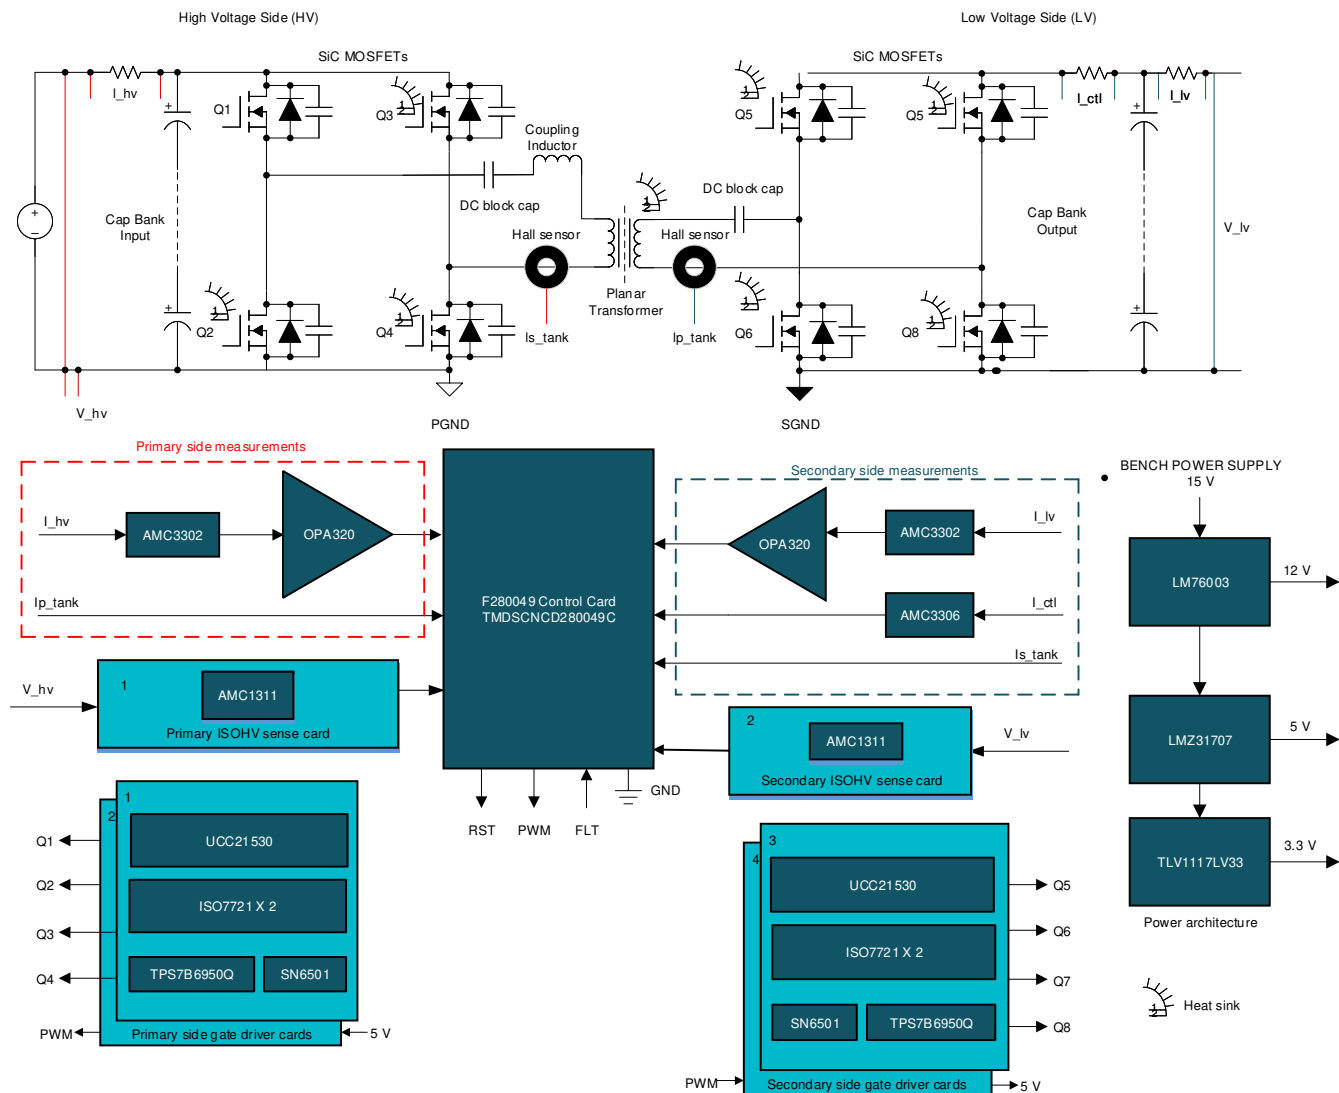 High Voltage Side (HV)
Low Voltage Side (LV)
SiC MOSFETs
SiC MOSFETs
I_hv
Q1
Q3
Q5
Q5
I_ctl
I_lv
Coupling
Inductor
DC block cap
DC block cap
Cap Bank
Input
Cap Bank
Output
V_lv
Hall sensor
Hall sensor
Planar
Transformer
Q2
Q4
Is_tank
Ip_tank
Q6
Q8
V_hv
PGND
SGND
Primary side measurements
I_hv
AMC3302
OPA320
Ip_tank
F280049 Control Card
TMDSCNCD280049C
Secondary side measurements
OPA320
AMC3302
I_lv
AMC3306
I_ctl
Is_tank
BENCH POWER SUPPLY
15 V
LM76003
12 V
LMZ31707
5 V
TLV1117LV33
3.3 V
Power architecture
V_hv
1
AMC1311
Primary ISOHV sense card
2
AMC1311
Secondary ISOHV sense card
V_lv
RST
PWM
FLT
GND
1
2
UCC21530
ISO7721 X 2
TPS7B6950Q
SN6501
Primary side gate driver cards
Q1
Q2
Q3
Q4
PWM
5 V
3
4
UCC21530
ISO7721 X 2
SN6501
TPS7B6950Q
Secondary side gate driver cards
Q5
Q6
Q7
Q8
PWM
5 V
Heat sink